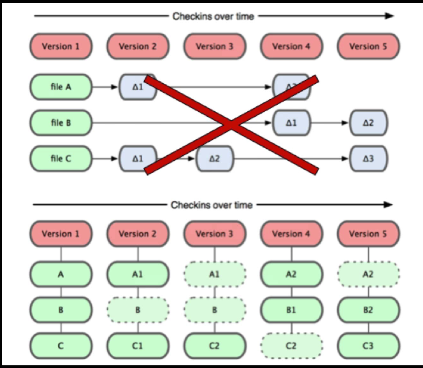 Checkins over time
Version 1 Version 2 Version 3 Version 4 Version 5
file A Δ1 Δ2
file B Δ1 Δ2
file C Δ1 Δ2 Δ3
Checkins over time
Version 1 Version 2 Version 3 Version 4 Version 5
A A1 A1 A2 A2
B B B B1 B2
C C1 C2 C2 C3